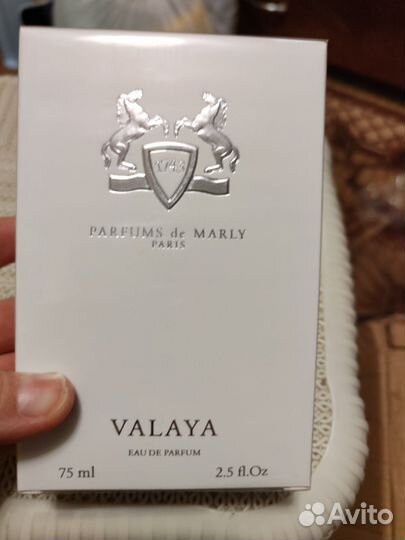 1743
PARFUMS de MARLY
PARIS
VALAYA
EAU DE PARFUM
75 ml 2.5 fl.Oz
Avito